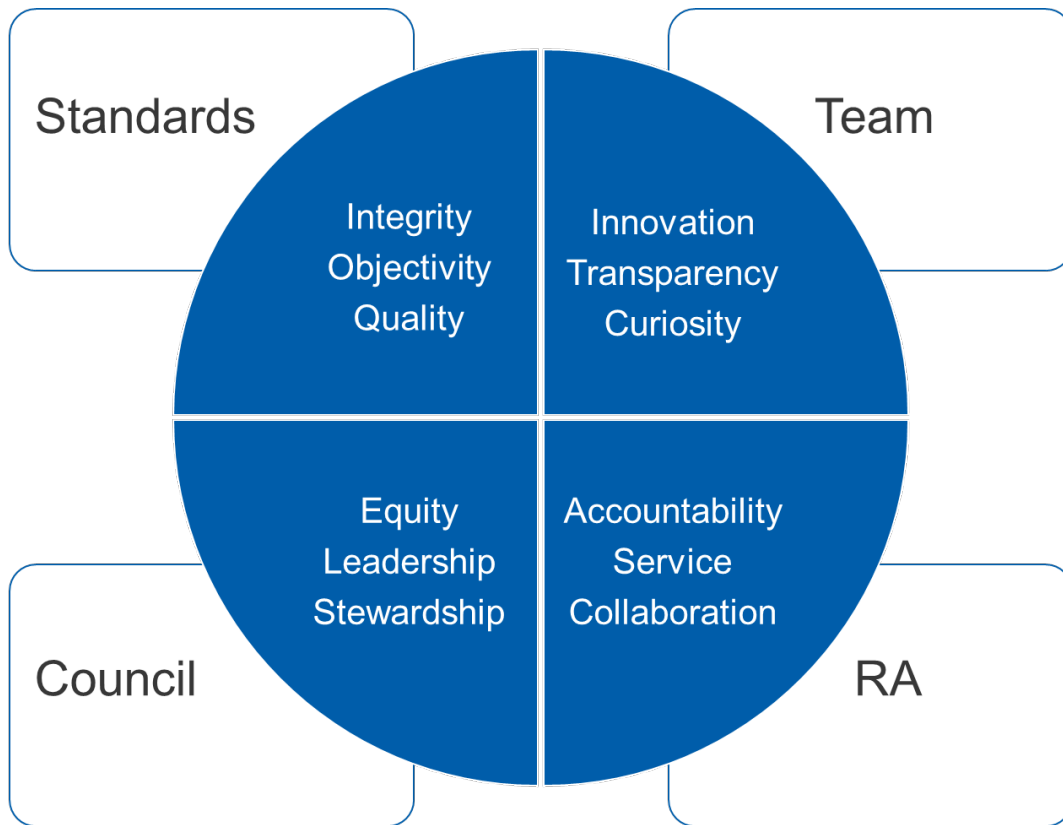 Standards
Team
Integrity
Objectivity
Quality
Innovation
Transparency
Curiosity
Equity
Leadership
Stewardship
Accountability
Service
Collaboration
Council
RA